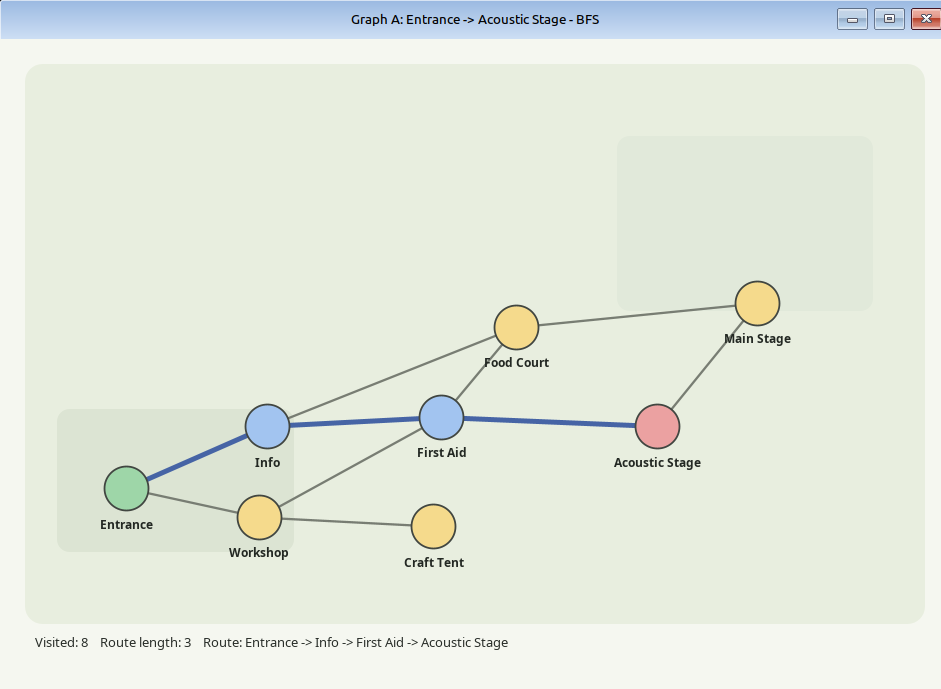 Graph A: Entrance -> Acoustic Stage - BFS
Main Stage
Food Court
First Aid
Info
Acoustic Stage
Entrance
Workshop
Craft Tent
Visited: 8 Route length: 3 Route: Entrance -> Info -> First Aid -> Acoustic Stage